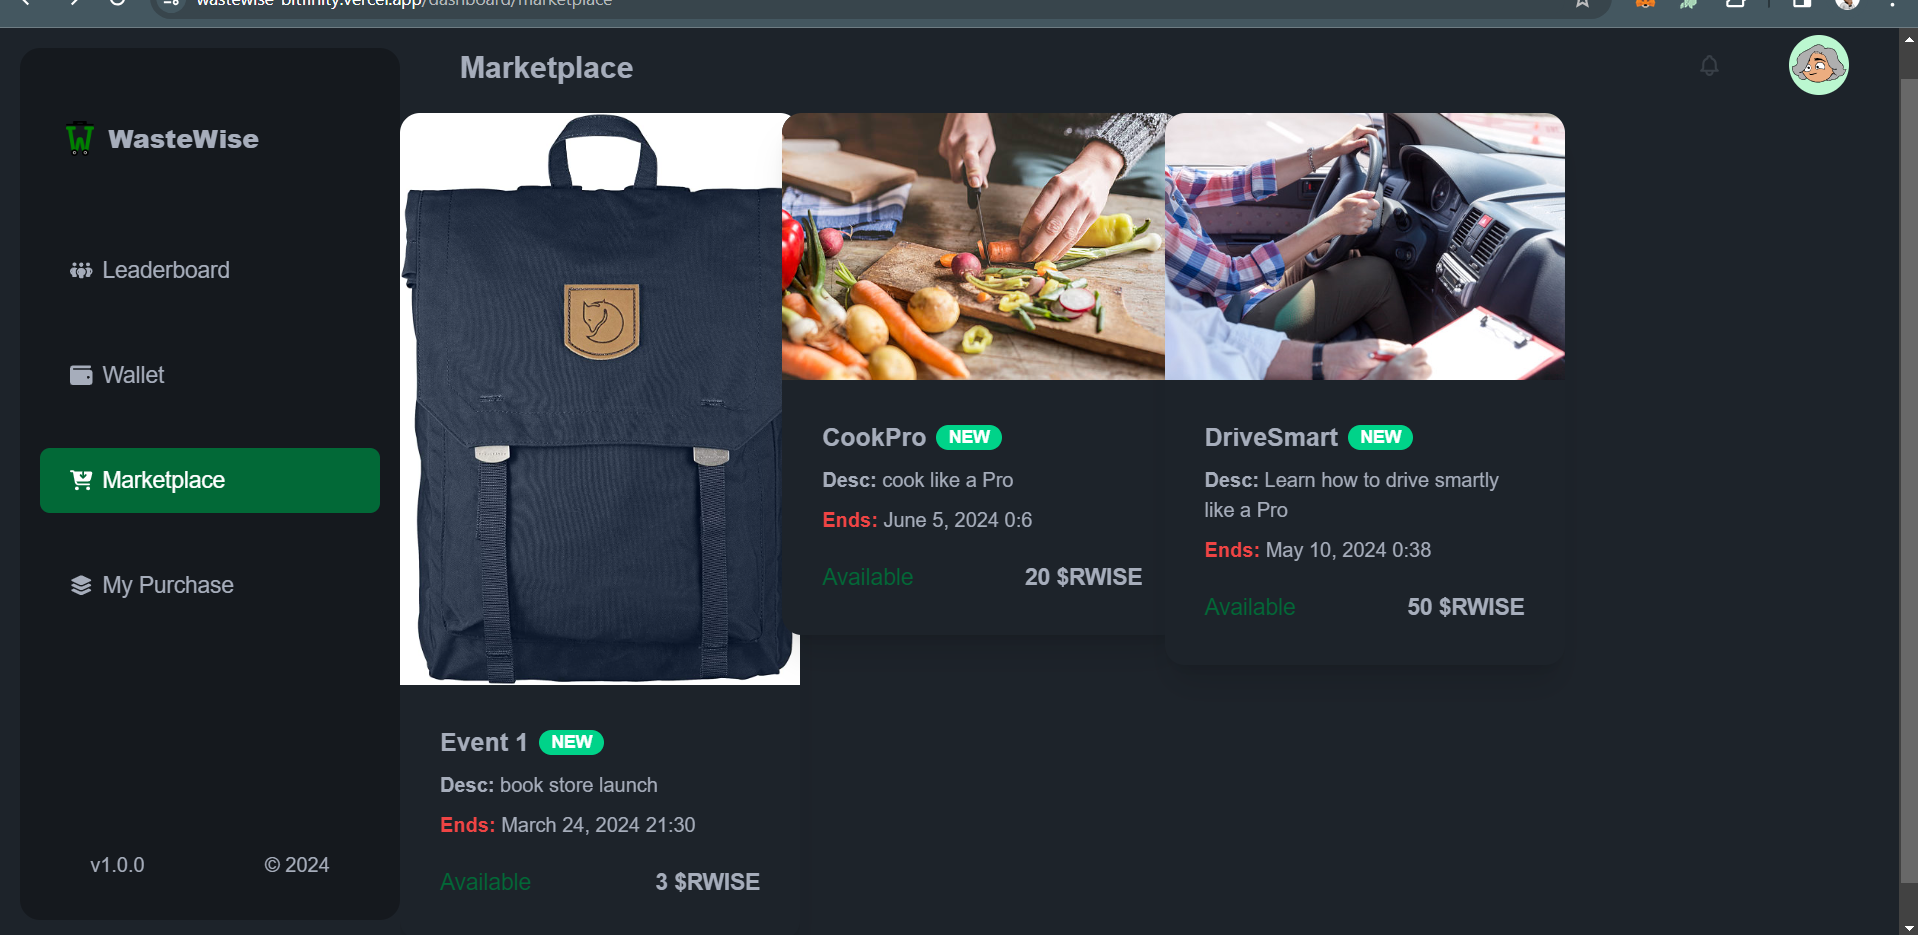 wastewise-bitfinity.vercel.app/dashboard/marketplace
Marketplace
WasteWise
Leaderboard
Wallet
Marketplace
My Purchase
v1.0.0 © 2024
Event 1 NEW
Desc: book store launch
Ends: March 24, 2024 21:30
Available 3 $RWISE
CookPro NEW
Desc: cook like a Pro
Ends: June 5, 2024 0:6
Available 20 $RWISE
DriveSmart NEW
Desc: Learn how to drive smartly
like a Pro
Ends: May 10, 2024 0:38
Available 50 $RWISE